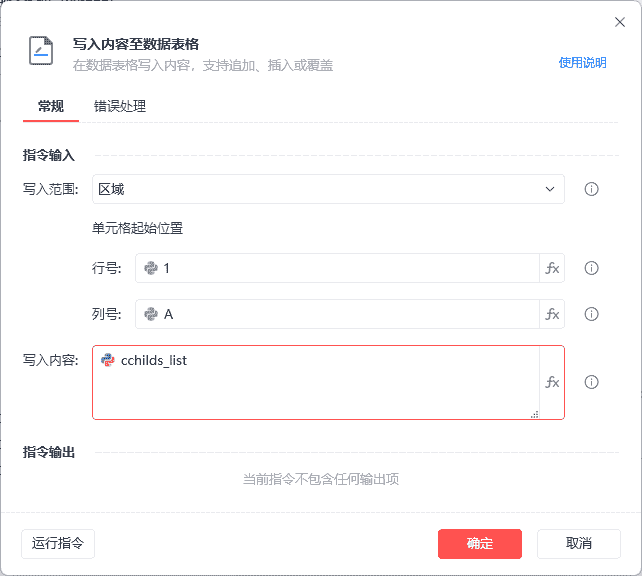 写入内容至数据表格
在数据表格写入内容，支持追加、插入或覆盖
使用说明
常规 错误处理
指令输入
写入范围: 区域
单元格起始位置
行号: 1 fx
列号: A fx
写入内容: cchilds_list
fx
指令输出
当前指令不包含任何输出项
运行指令 确定 取消